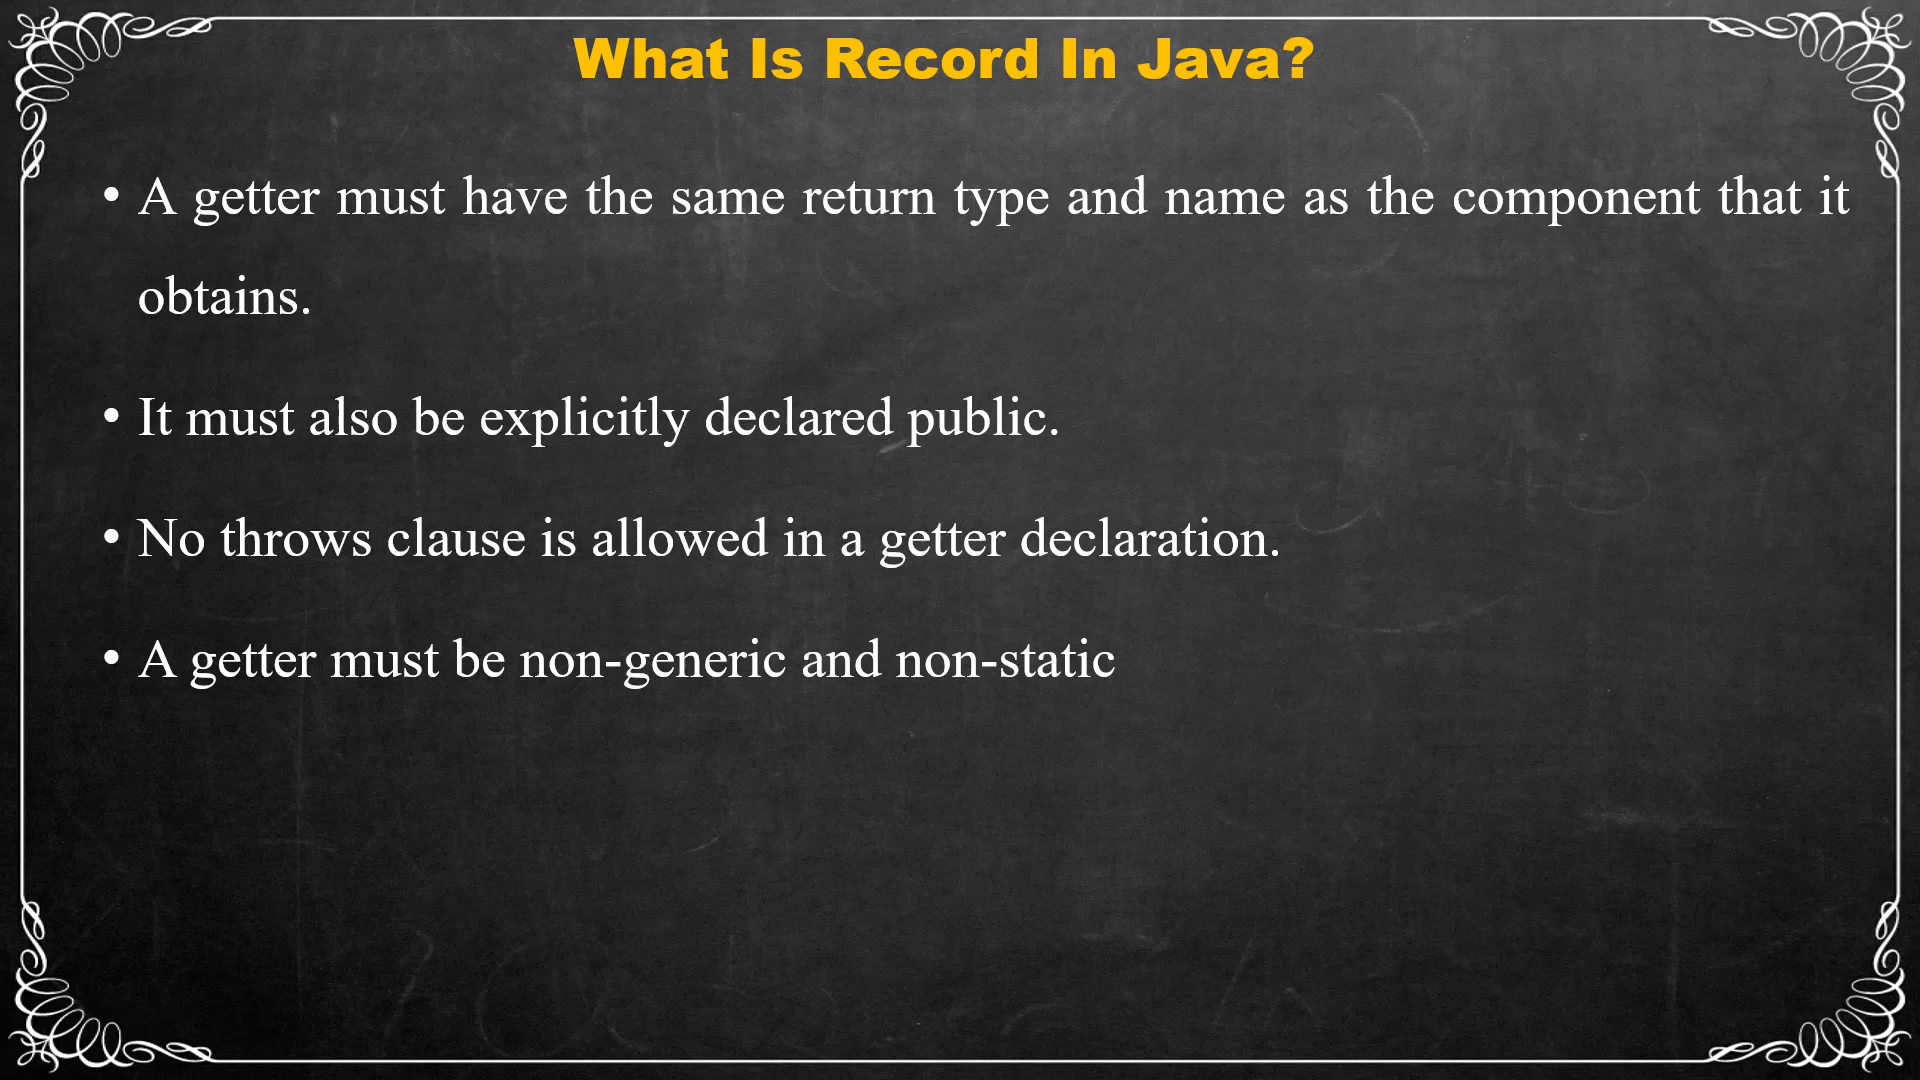 What Is Record In Java?
• A getter must have the same return type and name as the component that it
obtains.
• It must also be explicitly declared public.
• No throws clause is allowed in a getter declaration.
• A getter must be non-generic and non-static